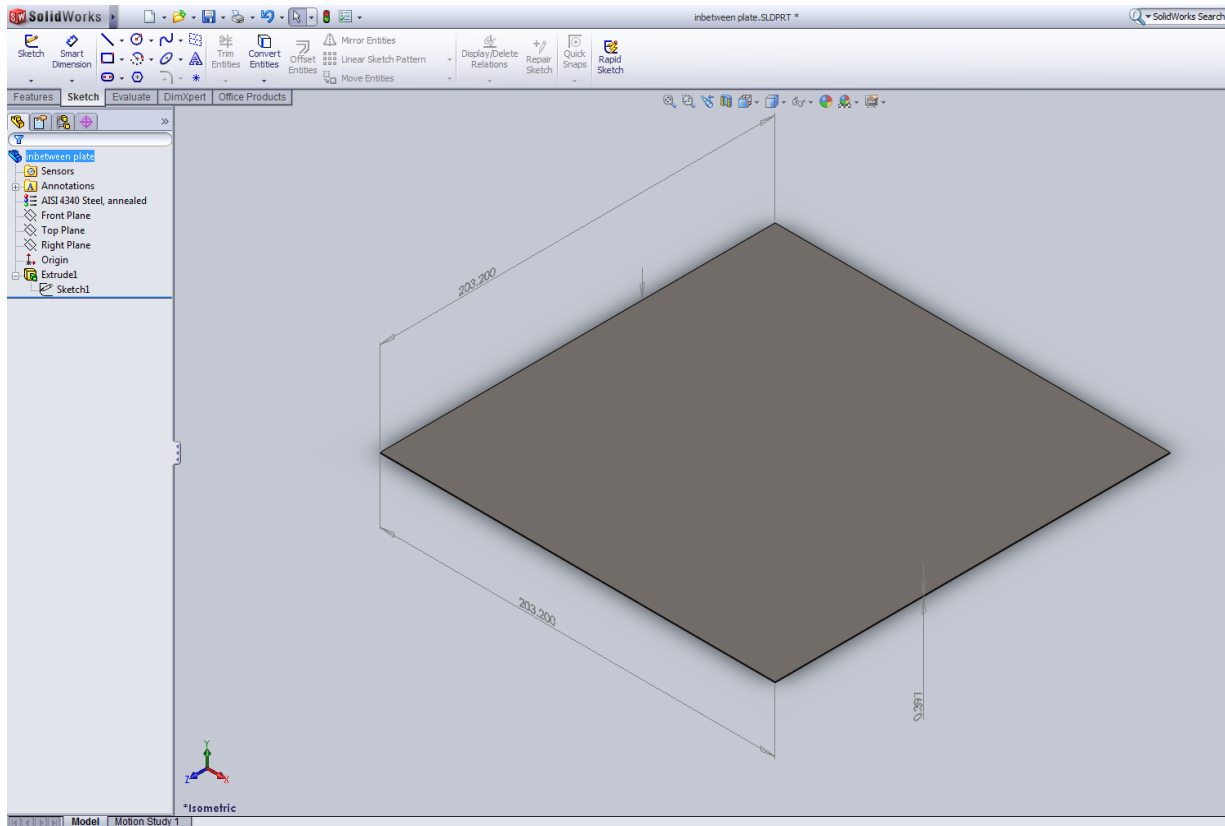 SolidWorks
inbetween plate.SLDPRT *
SolidWorks Search
Sketch
Smart Dimension
Trim Entities
Convert Entities
Offset Entities
Mirror Entities
Linear Sketch Pattern
Move Entities
Display/Delete Relations
Repair Sketch
Quick Snaps
Rapid Sketch
Features Sketch Evaluate DimXpert Office Products
inbetween plate
Sensors
Annotations
AISI 4340 Steel, annealed
Front Plane
Top Plane
Right Plane
Origin
Extrude1
Sketch1
203.200
203.200
Y
Z
X
*Isometric
Model Motion Study 1